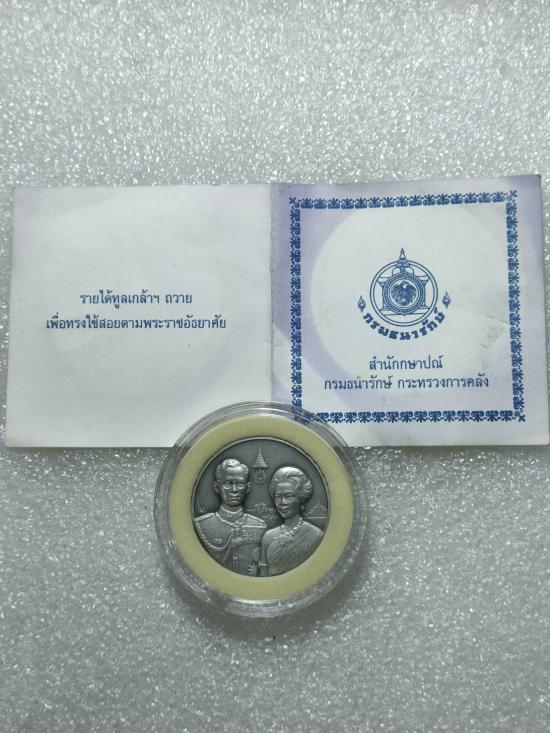 รายได้ทูลเกล้าฯ ถวาย
เพื่อทรงใช้สอยตามพระราชอัธยาศัย
กรมธนารักษ์
สำนักกษาปณ์
กรมธนารักษ์ กระทรวงการคลัง